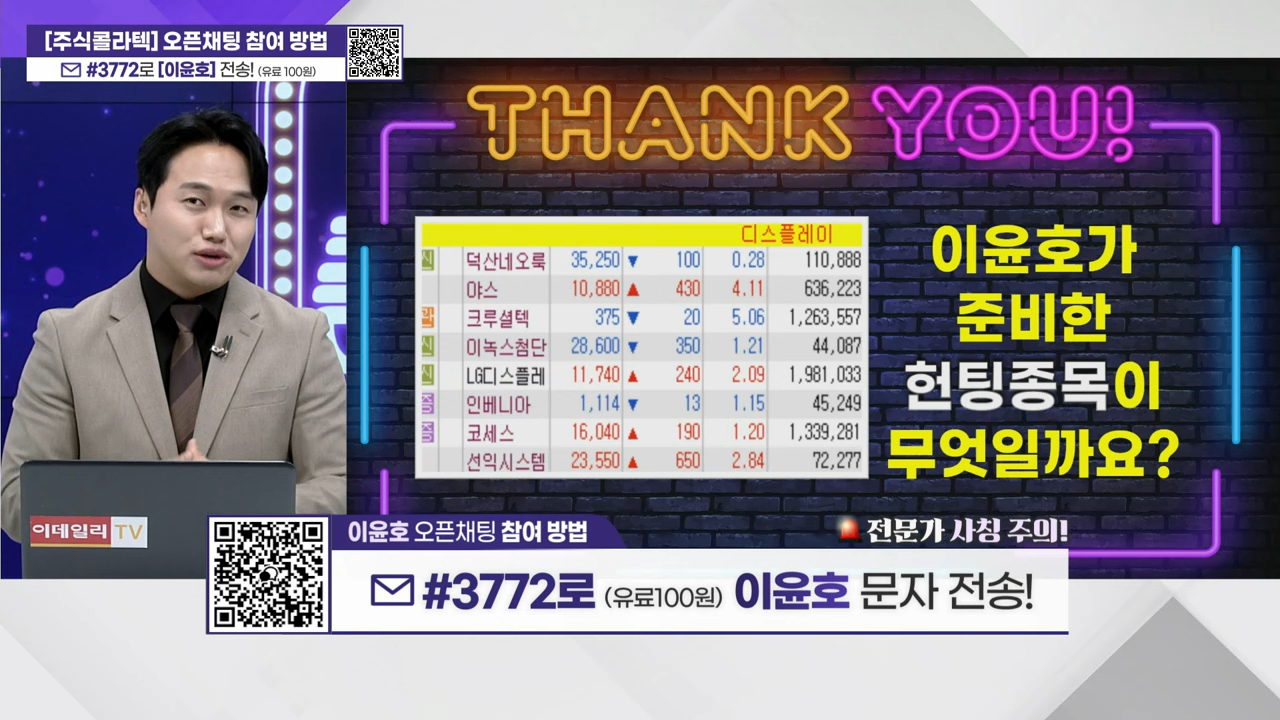 [주식콜라텍] 오픈채팅 참여 방법
#3772로 [이윤호] 전송! (유료 100원)
THANK YOU!
디스플레이
신 덕산네오룩 35,250 ▼ 100 0.28 110,888
야스 10,880 ▲ 430 4.11 636,223
크루셜텍 375 ▼ 20 5.06 1,263,557
신 이녹스첨단 28,600 ▼ 350 1.21 44,087
신 LG디스플레 11,740 ▲ 240 2.09 1,981,033
인베니아 1,114 ▼ 13 1.15 45,249
코세스 16,040 ▲ 190 1.20 1,339,281
선익시스템 23,550 ▲ 650 2.84 72,277
이윤호가
준비한
헌팅종목이
무엇일까요?
이데일리TV
이윤호 오픈채팅 참여 방법
전문가 사칭 주의!
#3772로 (유료100원) 이윤호 문자 전송!